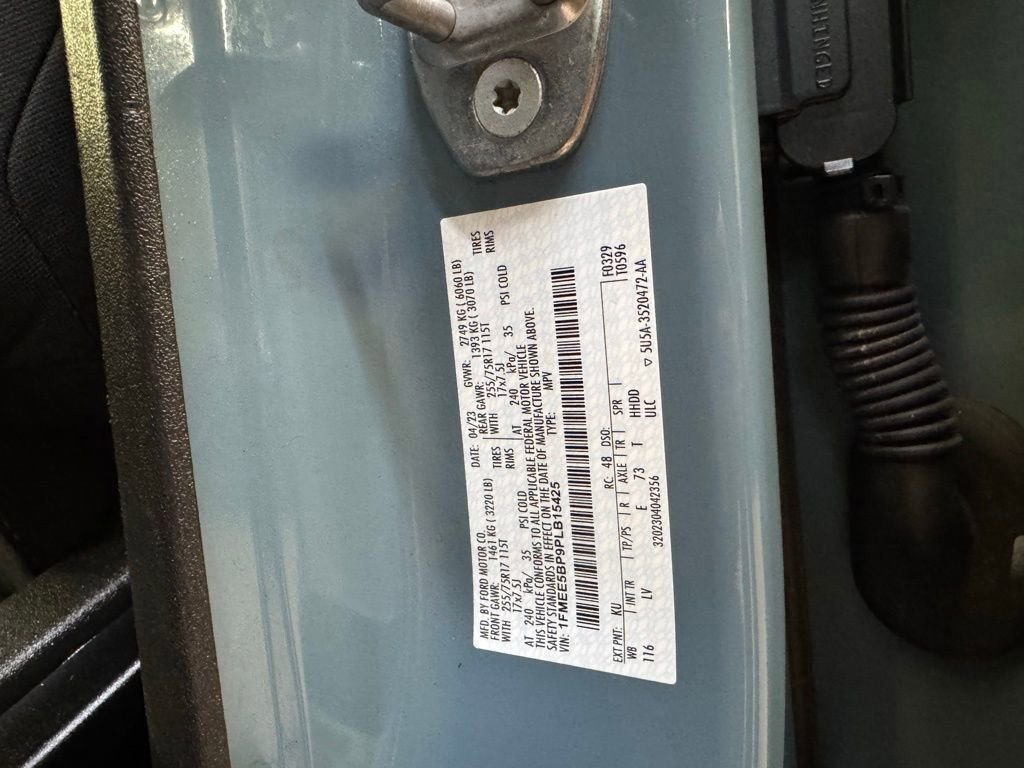 MFD. BY FORD MOTOR CO.
DATE: 04/23 GVWR: 2749 KG ( 6060 LB)
FRONT GAWR: 1461 KG ( 3220 LB)
REAR GAWR: 1393 KG ( 3070 LB)
WITH 255/75R17 115T TIRES
WITH 255/75R17 115T TIRES
17x7.5J RIMS
17x7.5J RIMS
AT 240 kPa/ 35 PSI COLD
AT 240 kPa/ 35 PSI COLD
THIS VEHICLE CONFORMS TO ALL APPLICABLE FEDERAL MOTOR VEHICLE
SAFETY STANDARDS IN EFFECT ON THE DATE OF MANUFACTURE SHOWN ABOVE.
VIN: 1FMEE5BP9PLB15425 TYPE: MPV
F0329
T0596
EXT PNT: KU RC: 48 DSO:
WB INT TR TP/PS R AXLE TR SPR
116 LV E 73 T HHDD
ULC
3202304042356 ▽ 5U5A-3520472-AA
NHINGED